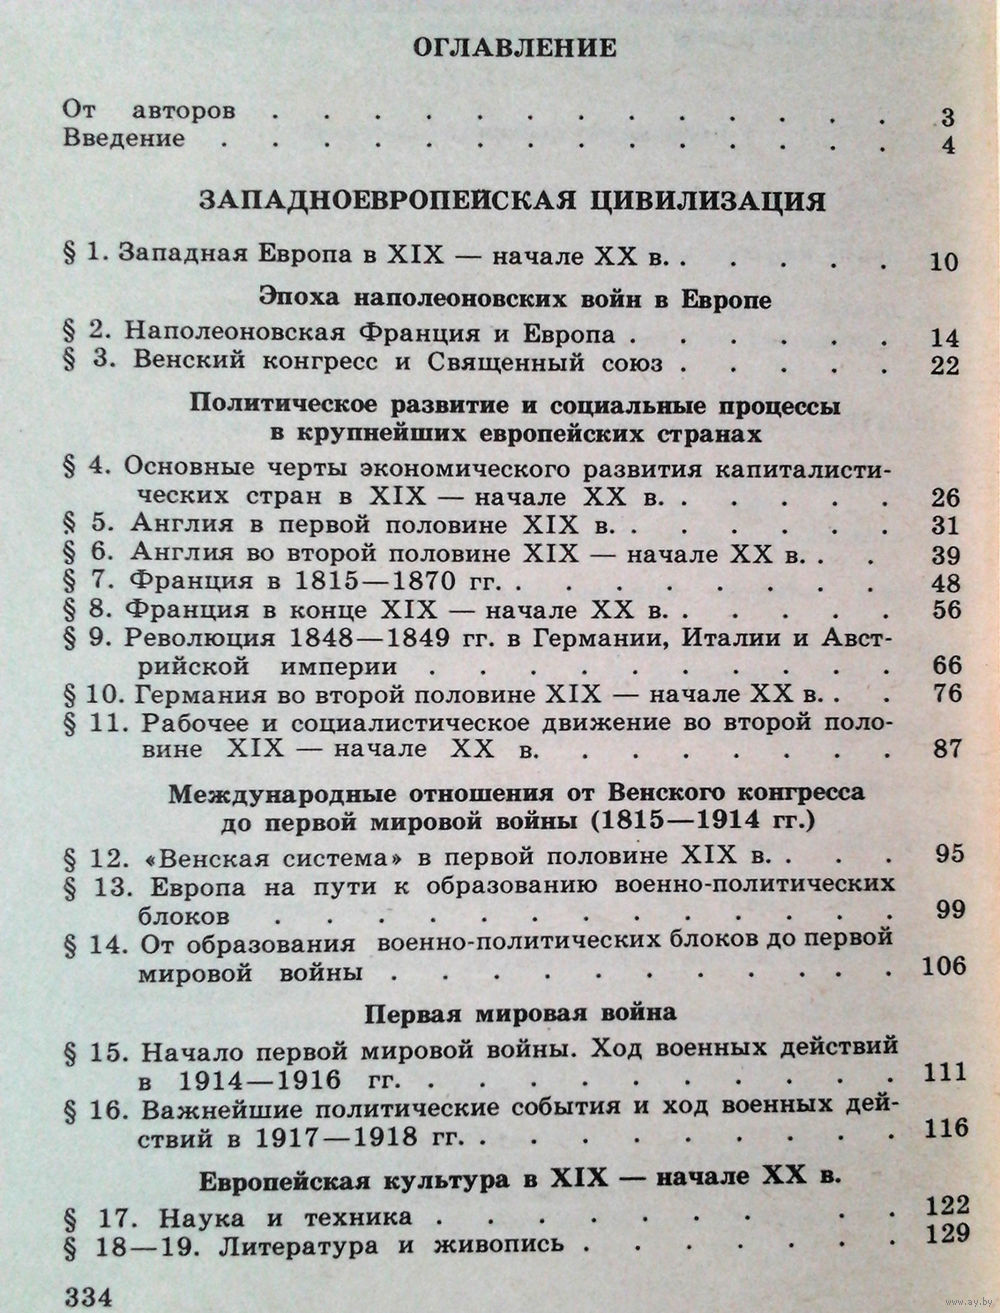 ОГЛАВЛЕНИЕ
От авторов . . . . . . . . . . . . . 3
Введение . . . . . . . . . . . . . . 4
ЗАПАДНОЕВРОПЕЙСКАЯ ЦИВИЛИЗАЦИЯ
§ 1. Западная Европа в XIX — начале XX в. . . . . . 10
Эпоха наполеоновских войн в Европе
§ 2. Наполеоновская Франция и Европа . . . . . . 14
§ 3. Венский конгресс и Священный союз . . . . . 22
Политическое развитие и социальные процессы
в крупнейших европейских странах
§ 4. Основные черты экономического развития капиталисти-
ческих стран в XIX — начале XX в. . . . . . 26
§ 5. Англия в первой половине XIX в. . . . . . . 31
§ 6. Англия во второй половине XIX — начале XX в. . . 39
§ 7. Франция в 1815—1870 гг. . . . . . . . . 48
§ 8. Франция в конце XIX — начале XX в. . . . . . 56
§ 9. Революция 1848—1849 гг. в Германии, Италии и Авст-
рийской империи . . . . . . . . . . 66
§ 10. Германия во второй половине XIX — начале XX в. . . . 76
§ 11. Рабочее и социалистическое движение во второй поло-
вине XIX — начале XX в. . . . . . . . 87
Международные отношения от Венского конгресса
до первой мировой войны (1815—1914 гг.)
§ 12. «Венская система» в первой половине XIX в. . . . 95
§ 13. Европа на пути к образованию военно-политических
блоков . . . . . . . . . . . . . 99
§ 14. От образования военно-политических блоков до первой
мировой войны . . . . . . . . . . 106
Первая мировая война
§ 15. Начало первой мировой войны. Ход военных действий
в 1914—1916 гг. . . . . . . . . . . 111
§ 16. Важнейшие политические события и ход военных дей-
ствий в 1917—1918 гг. . . . . . . . . . 116
Европейская культура в XIX — начале XX в.
§ 17. Наука и техника . . . . . . . . . 122
§ 18—19. Литература и живопись . . . . . . . 129
334
www.ay.by